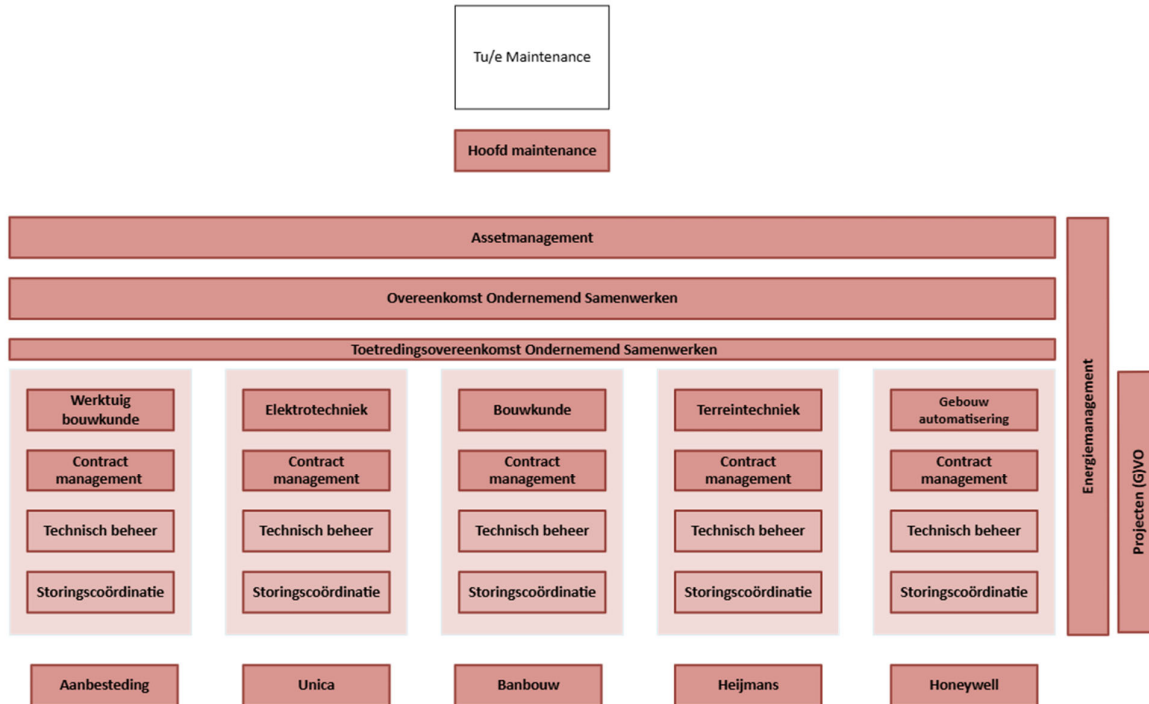 Tu/e Maintenance
Hoofd maintenance
Assetmanagement
Overeenkomst Ondernemend Samenwerken
Toetredingsovereenkomst Ondernemend Samenwerken
Werktuig
bouwkunde
Contract
management
Technisch beheer
Storingscoördinatie
Aanbesteding
Elektrotechniek
Contract
management
Technisch beheer
Storingscoördinatie
Unica
Bouwkunde
Contract
management
Technisch beheer
Storingscoördinatie
Banbouw
Terreintechniek
Contract
management
Technisch beheer
Storingscoördinatie
Heijmans
Gebouw
automatisering
Contract
management
Technisch beheer
Storingscoördinatie
Honeywell
Energiemanagement
Projecten (G)VO